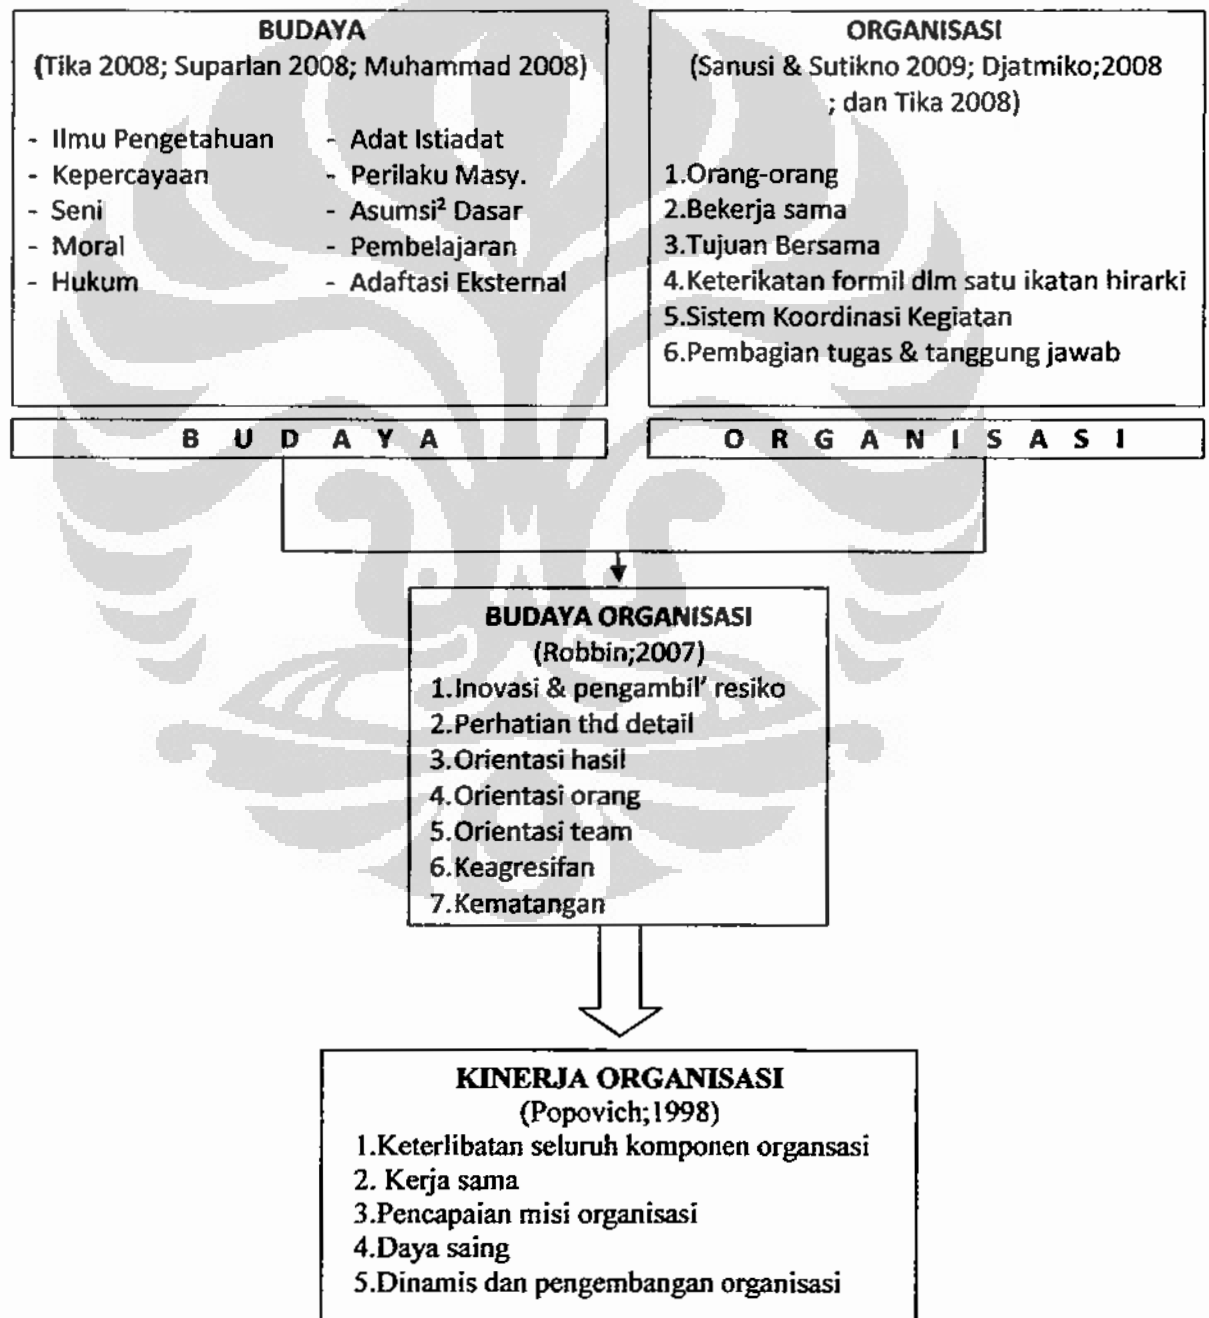 BUDAYA
(Tika 2008; Suparlan 2008; Muhammad 2008)
- Ilmu Pengetahuan
- Kepercayaan
- Seni
- Moral
- Hukum
- Adat Istiadat
- Perilaku Masy.
- Asumsi² Dasar
- Pembelajaran
- Adaftasi Eksternal
ORGANISASI
(Sanusi & Sutikno 2009; Djatmiko;2008
; dan Tika 2008)
1.Orang-orang
2.Bekerja sama
3.Tujuan Bersama
4.Keterikatan formil dlm satu ikatan hirarki
5.Sistem Koordinasi Kegiatan
6.Pembagian tugas & tanggung jawab
B U D A Y A
O R G A N I S A S I
BUDAYA ORGANISASI
(Robbin;2007)
1.Inovasi & pengambil' resiko
2.Perhatian thd detail
3.Orientasi hasil
4.Orientasi orang
5.Orientasi team
6.Keagresifan
7.Kematangan
KINERJA ORGANISASI
(Popovich;1998)
1.Keterlibatan seluruh komponen organsasi
2. Kerja sama
3.Pencapaian misi organisasi
4.Daya saing
5.Dinamis dan pengembangan organisasi